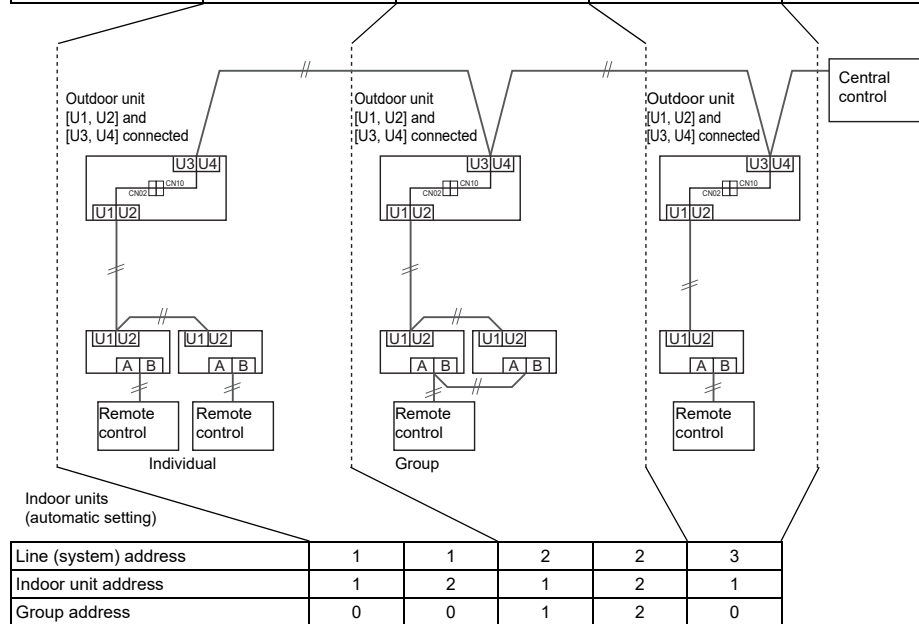 Central
control
Outdoor unit
[U1, U2] and
[U3, U4] connected
Outdoor unit
[U1, U2] and
[U3, U4] connected
Outdoor unit
[U1, U2] and
[U3, U4] connected
U3 U4
U3 U4
U3 U4
CN02 CN10
CN02 CN10
CN02 CN10
U1 U2
U1 U2
U1 U2
U1 U2
U1 U2
U1 U2
U1 U2
U1 U2
A B
A B
A B
A B
A B
Remote
control
Remote
control
Remote
control
Remote
control
Individual
Group
Indoor units
(automatic setting)
Line (system) address 1 1 2 2 3
Indoor unit address 1 2 1 2 1
Group address 0 0 1 2 0